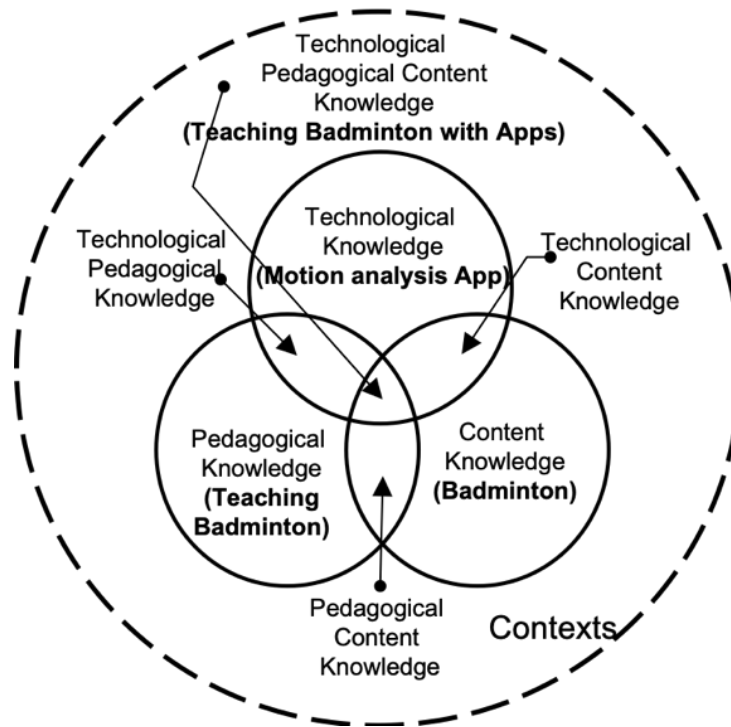 Technological
Pedagogical Content
Knowledge
(Teaching Badminton with Apps)
Technological
Knowledge
(Motion analysis App)
Technological
Pedagogical
Knowledge
Technological
Content
Knowledge
Pedagogical
Knowledge
(Teaching
Badminton)
Content
Knowledge
(Badminton)
Pedagogical
Content
Knowledge
Contexts